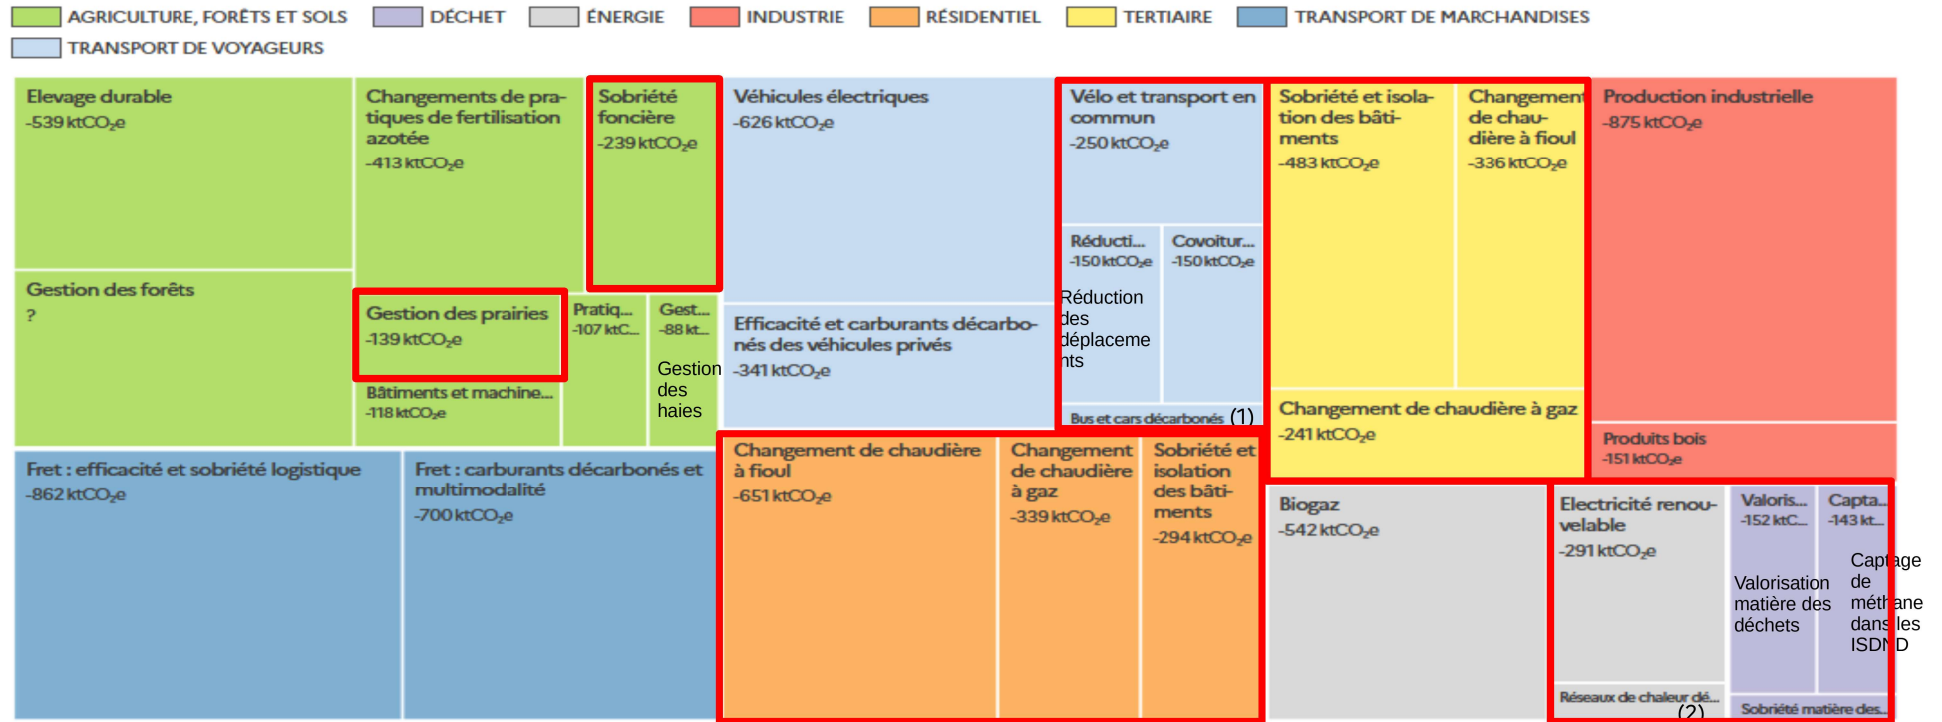 AGRICULTURE, FORÊTS ET SOLS
DÉCHET
ÉNERGIE
INDUSTRIE
RÉSIDENTIEL
TERTIAIRE
TRANSPORT DE MARCHANDISES
TRANSPORT DE VOYAGEURS
Elevage durable
-539 ktCO₂e
Changements de pra-
tiques de fertilisation
azotée
-413 ktCO₂e
Sobriété
foncière
-239 ktCO₂e
Gestion des forêts
?
Gestion des prairies
-139 ktCO₂e
Bâtiments et machine...
-118 ktCO₂e
Pratiq...
-107 ktC...
Gest...
-88 kt...
Gestion
des
haies
Véhicules électriques
-626 ktCO₂e
Efficacité et carburants décarbo-
nés des véhicules privés
-341 ktCO₂e
Vélo et transport en
commun
-250 ktCO₂e
Réducti...
-150 ktCO₂e
Réduction
des
déplaceme
nts
Covoitur...
-150 ktCO₂e
Bus et cars décarbonés (1)
Sobriété et isola-
tion des bâti-
ments
-483 ktCO₂e
Changement
de chau-
dière à fioul
-336 ktCO₂e
Changement de chaudière à gaz
-241 ktCO₂e
Production industrielle
-875 ktCO₂e
Produits bois
-151 ktCO₂e
Fret : efficacité et sobriété logistique
-862 ktCO₂e
Fret : carburants décarbonés et
multimodalité
-700 ktCO₂e
Changement de chaudière
à fioul
-651 ktCO₂e
Changement
de chaudière
à gaz
-339 ktCO₂e
Sobriété et
isolation
des bâti-
ments
-294 ktCO₂e
Biogaz
-542 ktCO₂e
Electricité renou-
velable
-291 ktCO₂e
Réseaux de chaleur dé...
(2)
Valoris...
-152 ktC...
Valorisation
matière des
déchets
Capta...
-143 kt...
Captage
de
méthane
dans les
ISDND
Sobriété matière des...